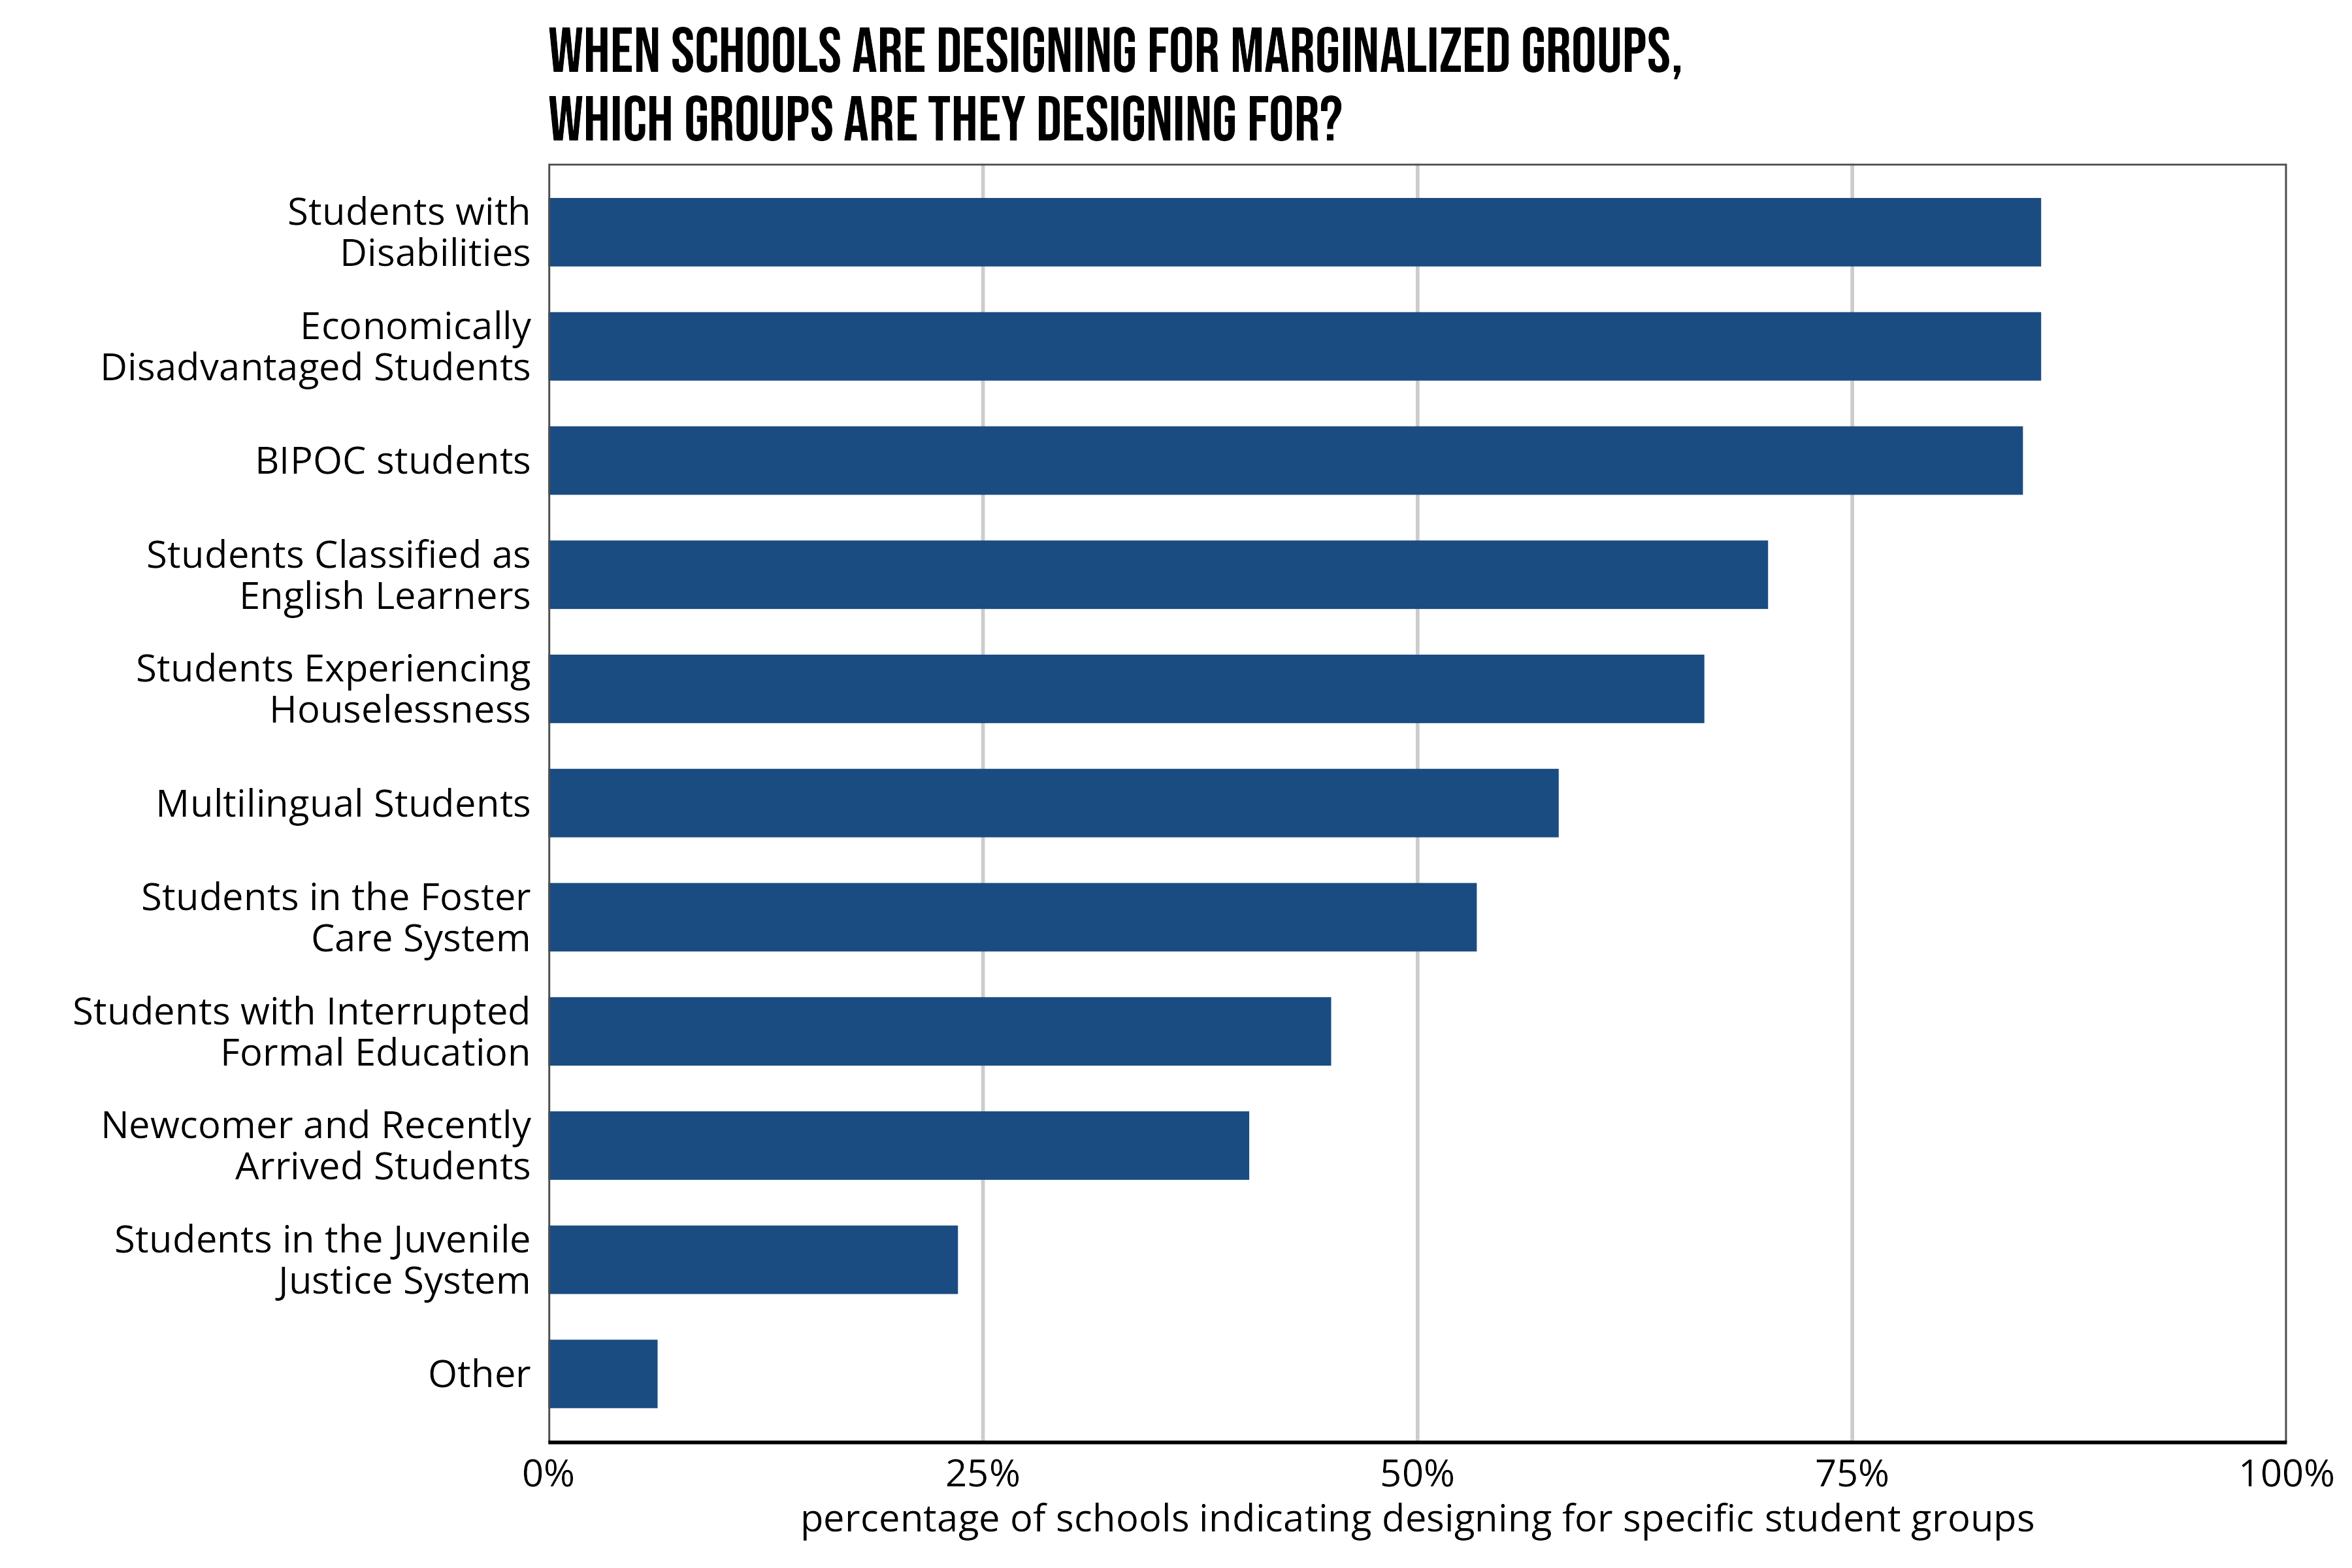 WHEN SCHOOLS ARE DESIGNING FOR MARGINALIZED GROUPS,
WHICH GROUPS ARE THEY DESIGNING FOR?
Students with
Disabilities
Economically
Disadvantaged Students
BIPOC students
Students Classified as
English Learners
Students Experiencing
Houselessness
Multilingual Students
Students in the Foster
Care System
Students with Interrupted
Formal Education
Newcomer and Recently
Arrived Students
Students in the Juvenile
Justice System
Other
0% 25% 50% 75% 100%
percentage of schools indicating designing for specific student groups